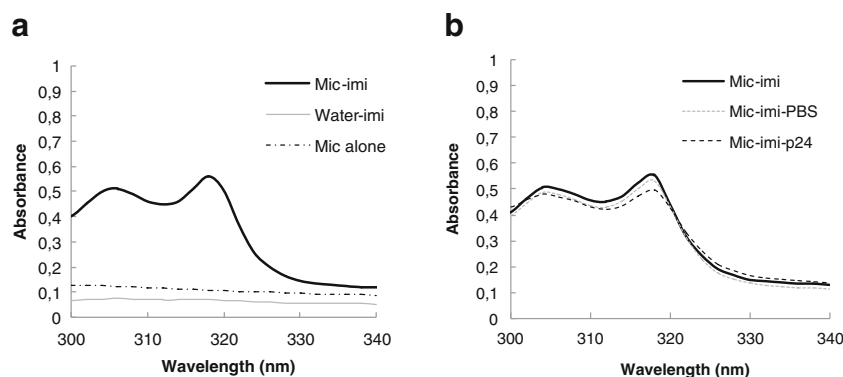 a
Absorbance
1
0,9
0,8
0,7
0,6
0,5
0,4
0,3
0,2
0,1
0
300
310
320
330
340
Wavelength (nm)
Mic-imi
Water-imi
Mic alone
b
Absorbance
1
0,9
0,8
0,7
0,6
0,5
0,4
0,3
0,2
0,1
0
300
310
320
330
340
Wavelength (nm)
Mic-imi
Mic-imi-PBS
Mic-imi-p24